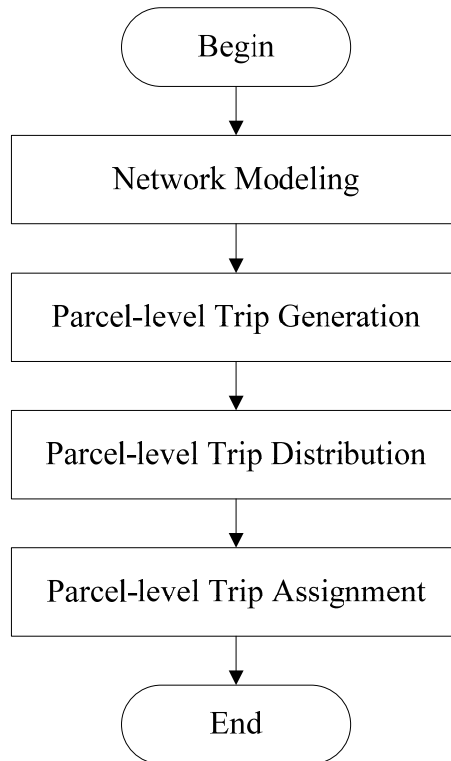 Begin
Network Modeling
Parcel-level Trip Generation
Parcel-level Trip Distribution
Parcel-level Trip Assignment
End